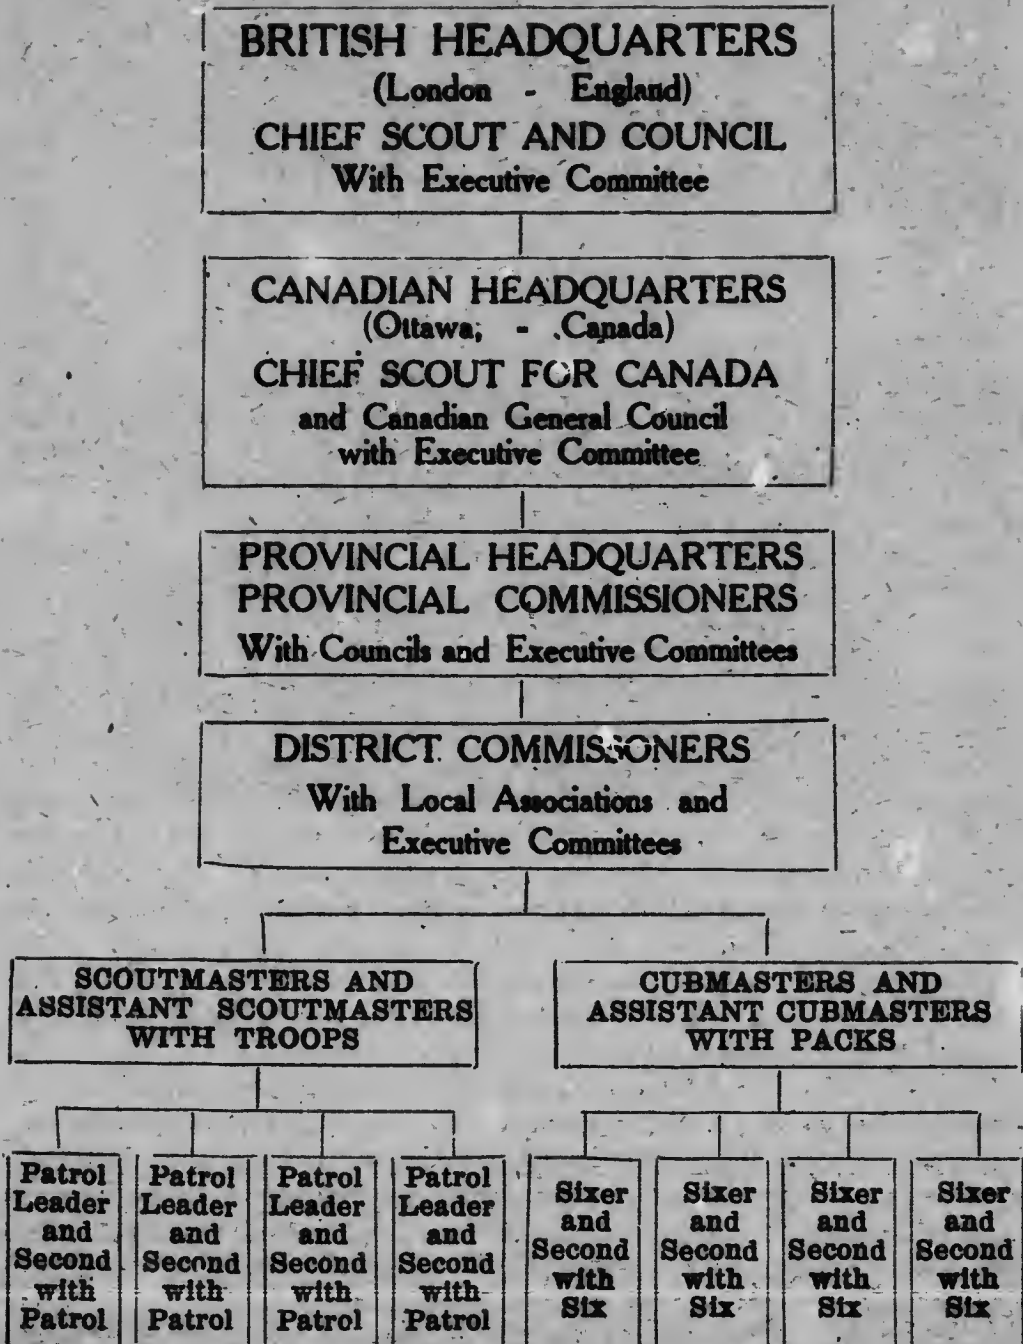 BRITISH HEADQUARTERS
(London - England)
CHIEF SCOUT AND COUNCIL
With Executive Committee
CANADIAN HEADQUARTERS
(Ottawa, - Canada)
CHIEF SCOUT FOR CANADA
and Canadian General Council
with Executive Committee
PROVINCIAL HEADQUARTERS
PROVINCIAL COMMISSIONERS
With Councils and Executive Committees
DISTRICT COMMISSIONERS
With Local Associations and
Executive Committees
SCOUTMASTERS AND
ASSISTANT SCOUTMASTERS
WITH TROOPS
CUBMASTERS AND
ASSISTANT CUBMASTERS
WITH PACKS
Patrol
Leader
and
Second
with
Patrol
Patrol
Leader
and
Second
with
Patrol
Patrol
Leader
and
Second
with
Patrol
Patrol
Leader
and
Second
with
Patrol
Sixer
and
Second
with
Six
Sixer
and
Second
with
Six
Sixer
and
Second
with
Six
Sixer
and
Second
with
Six